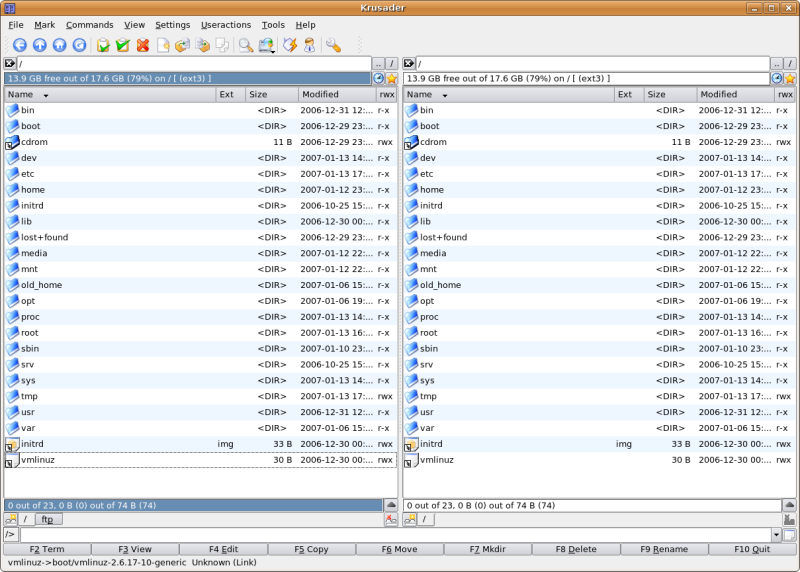 Krusader
File Mark Commands View Settings Useractions Tools Help
/ .. / / .. /
13.9 GB free out of 17.6 GB (79%) on / [ (ext3) ] 13.9 GB free out of 17.6 GB (79%) on / [ (ext3) ]
Name Ext Size Modified rwx Name Ext Size Modified rwx
bin <DIR> 2006-12-31 12:... r-x bin <DIR> 2006-12-31 12:... r-x
boot <DIR> 2006-12-29 23:... r-x boot <DIR> 2006-12-29 23:... r-x
cdrom 11 B 2006-12-29 23:... rwx cdrom 11 B 2006-12-29 23:... rwx
dev <DIR> 2007-01-13 14:... r-x dev <DIR> 2007-01-13 14:... r-x
etc <DIR> 2007-01-13 17:... r-x etc <DIR> 2007-01-13 17:... r-x
home <DIR> 2007-01-12 23:... r-x home <DIR> 2007-01-12 23:... r-x
initrd <DIR> 2006-10-25 15:... r-x initrd <DIR> 2006-10-25 15:... r-x
lib <DIR> 2006-12-30 00:... r-x lib <DIR> 2006-12-30 00:... r-x
lost+found <DIR> 2006-12-29 23:... r-x lost+found <DIR> 2006-12-29 23:... r-x
media <DIR> 2007-01-12 22:... r-x media <DIR> 2007-01-12 22:... r-x
mnt <DIR> 2007-01-12 22:... r-x mnt <DIR> 2007-01-12 22:... r-x
old_home <DIR> 2007-01-06 15:... r-x old_home <DIR> 2007-01-06 15:... r-x
opt <DIR> 2007-01-06 19:... r-x opt <DIR> 2007-01-06 19:... r-x
proc <DIR> 2007-01-13 14:... r-x proc <DIR> 2007-01-13 14:... r-x
root <DIR> 2007-01-13 16:... r-x root <DIR> 2007-01-13 16:... r-x
sbin <DIR> 2007-01-10 23:... r-x sbin <DIR> 2007-01-10 23:... r-x
srv <DIR> 2006-10-25 15:... r-x srv <DIR> 2006-10-25 15:... r-x
sys <DIR> 2007-01-13 14:... r-x sys <DIR> 2007-01-13 14:... r-x
tmp <DIR> 2007-01-13 17:... rwx tmp <DIR> 2007-01-13 17:... rwx
usr <DIR> 2006-12-31 12:... r-x usr <DIR> 2006-12-31 12:... r-x
var <DIR> 2007-01-06 15:... r-x var <DIR> 2007-01-06 15:... r-x
initrd img 33 B 2006-12-30 00:... rwx initrd img 33 B 2006-12-30 00:... rwx
vmlinuz 30 B 2006-12-30 00:... rwx vmlinuz 30 B 2006-12-30 00:... rwx
0 out of 23, 0 B (0) out of 74 B (74) 0 out of 23, 0 B (0) out of 74 B (74)
/ ftp /
/>
F2 Term F3 View F4 Edit F5 Copy F6 Move F7 Mkdir F8 Delete F9 Rename F10 Quit
vmlinuz->boot/vmlinuz-2.6.17-10-generic Unknown (Link)